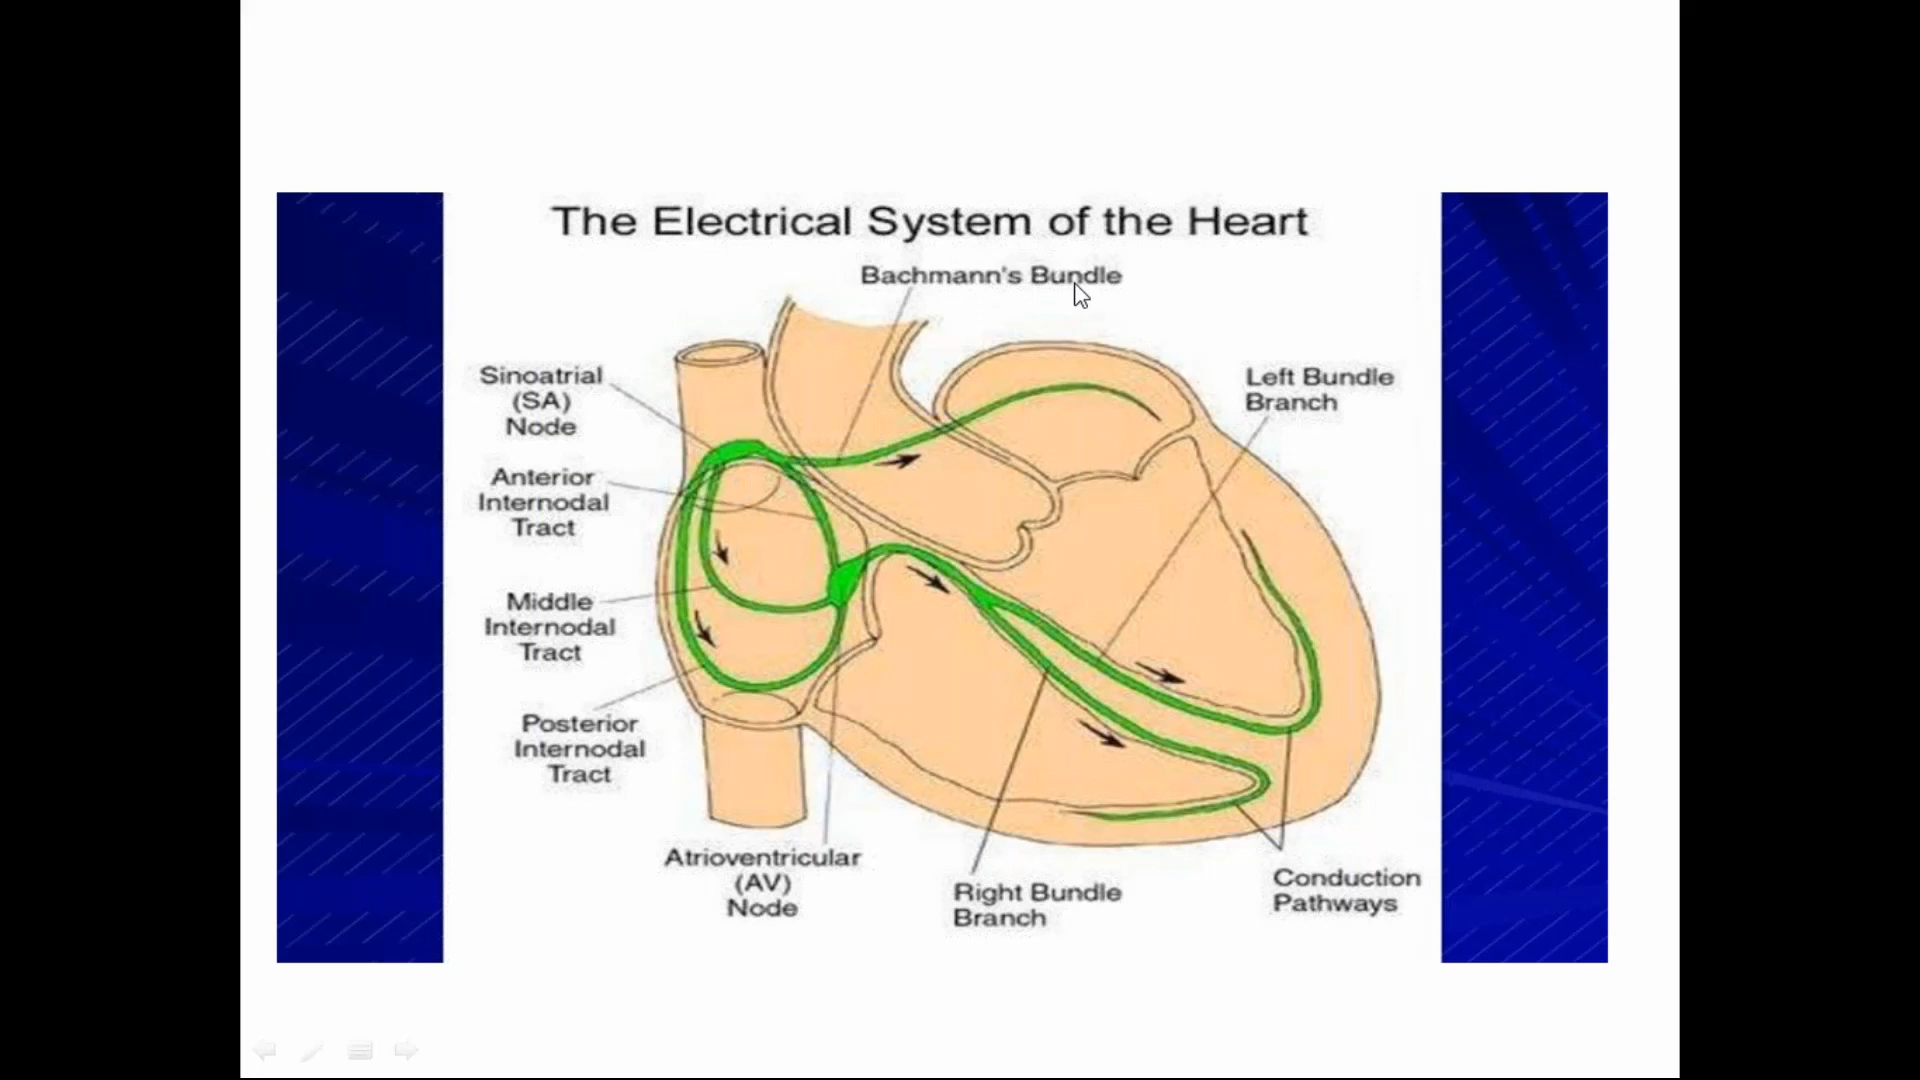 The Electrical System of the Heart
Bachmann's Bundle
Sinoatrial
(SA)
Node
Left Bundle
Branch
Anterior
Internodal
Tract
Middle
Internodal
Tract
Posterior
Internodal
Tract
Atrioventricular
(AV)
Node
Right Bundle
Branch
Conduction
Pathways